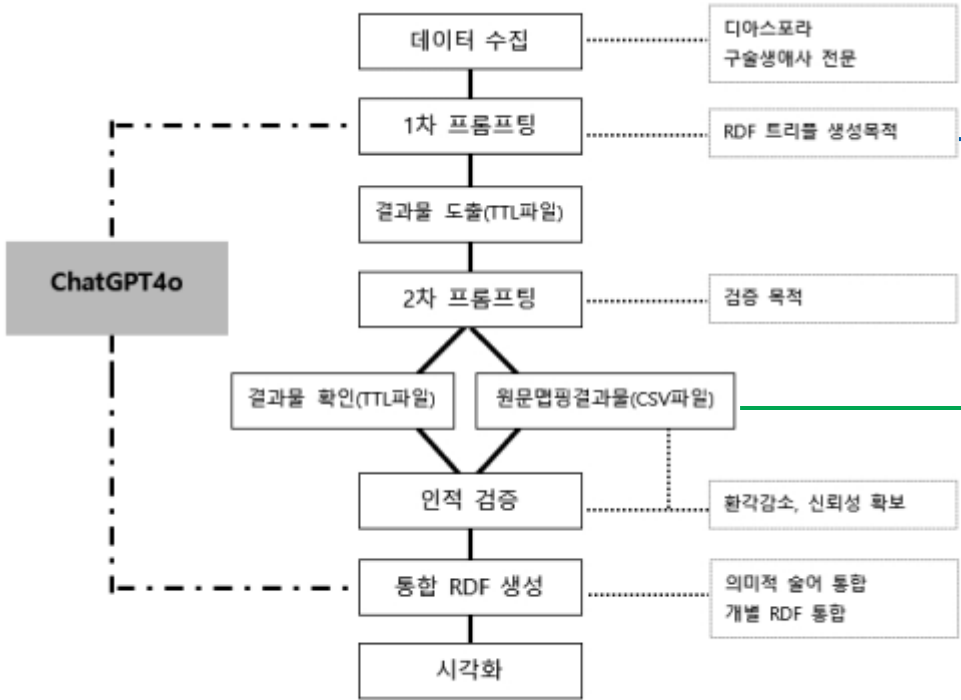 데이터 수집
디아스포라
구술생애사 전문
1차 프롬프팅
RDF 트리플 생성목적
결과물 도출(TTL파일)
ChatGPT4o
2차 프롬프팅
검증 목적
결과물 확인(TTL파일)
원문맵핑결과물(CSV파일)
인적 검증
환각감소, 신뢰성 확보
통합 RDF 생성
의미적 술어 통합
개별 RDF 통합
시각화